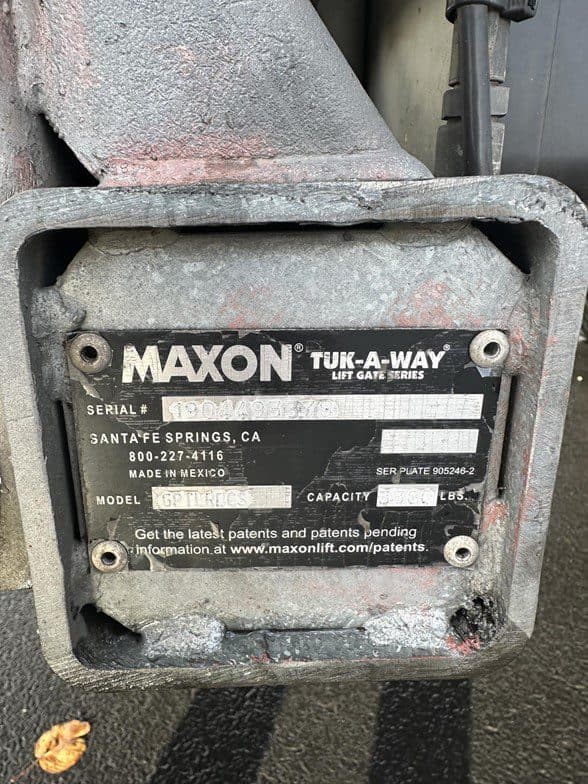 MAXON®
TUK-A-WAY®
LIFT GATE SERIES
SERIAL #
SANTA FE SPRINGS, CA
800-227-4116
MADE IN MEXICO
SER PLATE 905246-2
MODEL
CAPACITY LBS.
Get the latest patents and patents pending
information at www.maxonlift.com/patents.